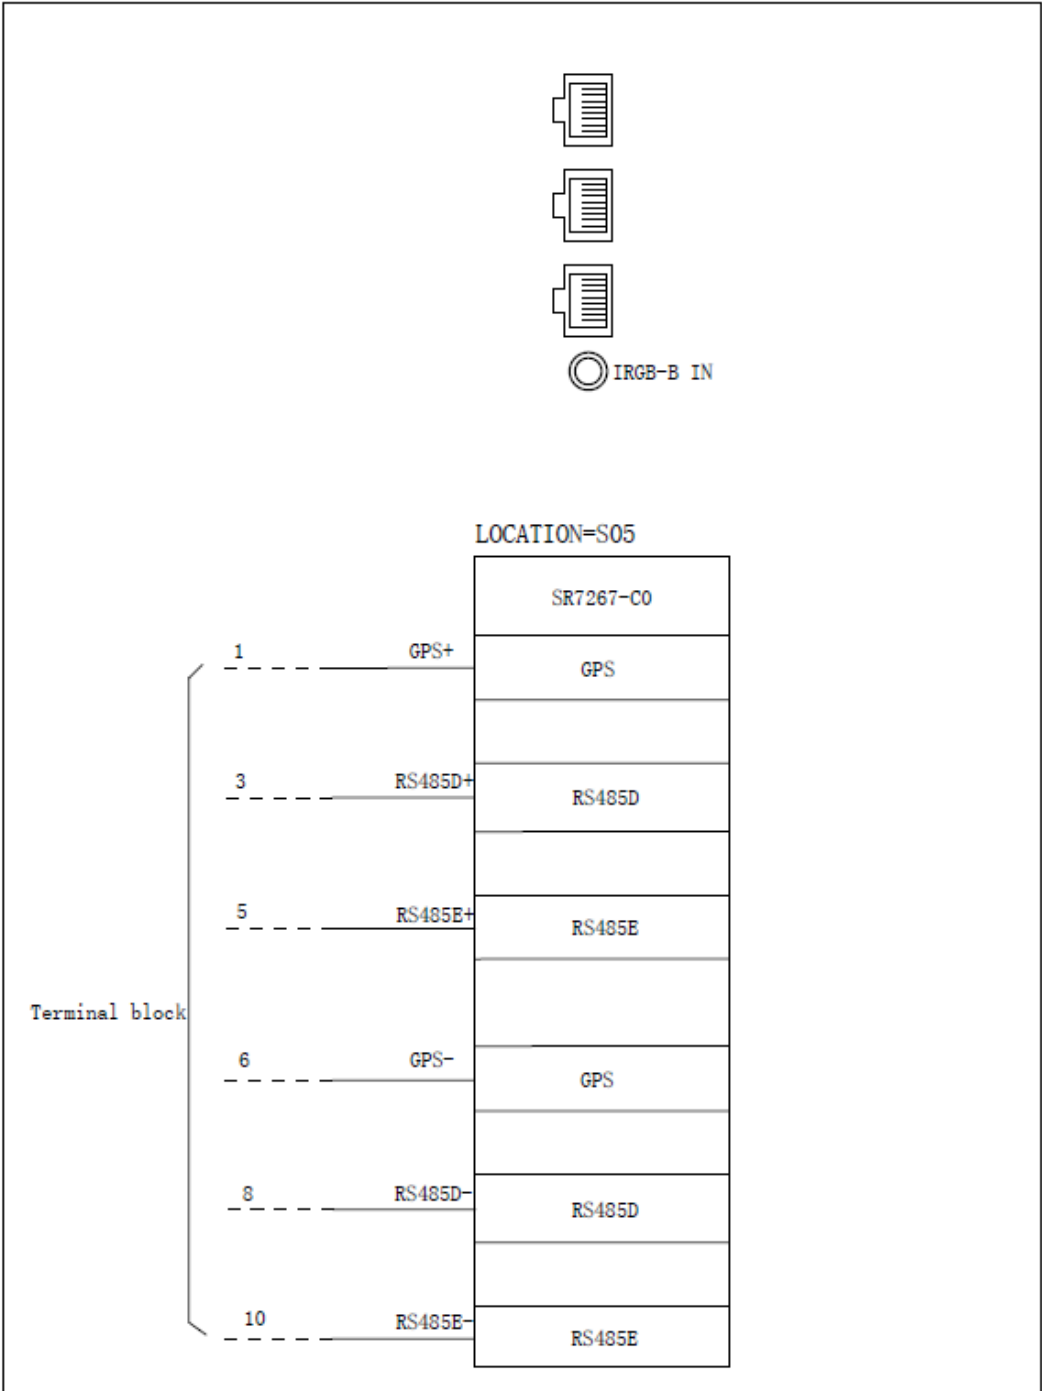 IRGB-B IN
LOCATION=S05
SR7267-C0
1 GPS+
GPS
3 RS485D+
RS485D
5 RS485E+
RS485E
Terminal block
6 GPS-
GPS
8 RS485D-
RS485D
10 RS485E-
RS485E